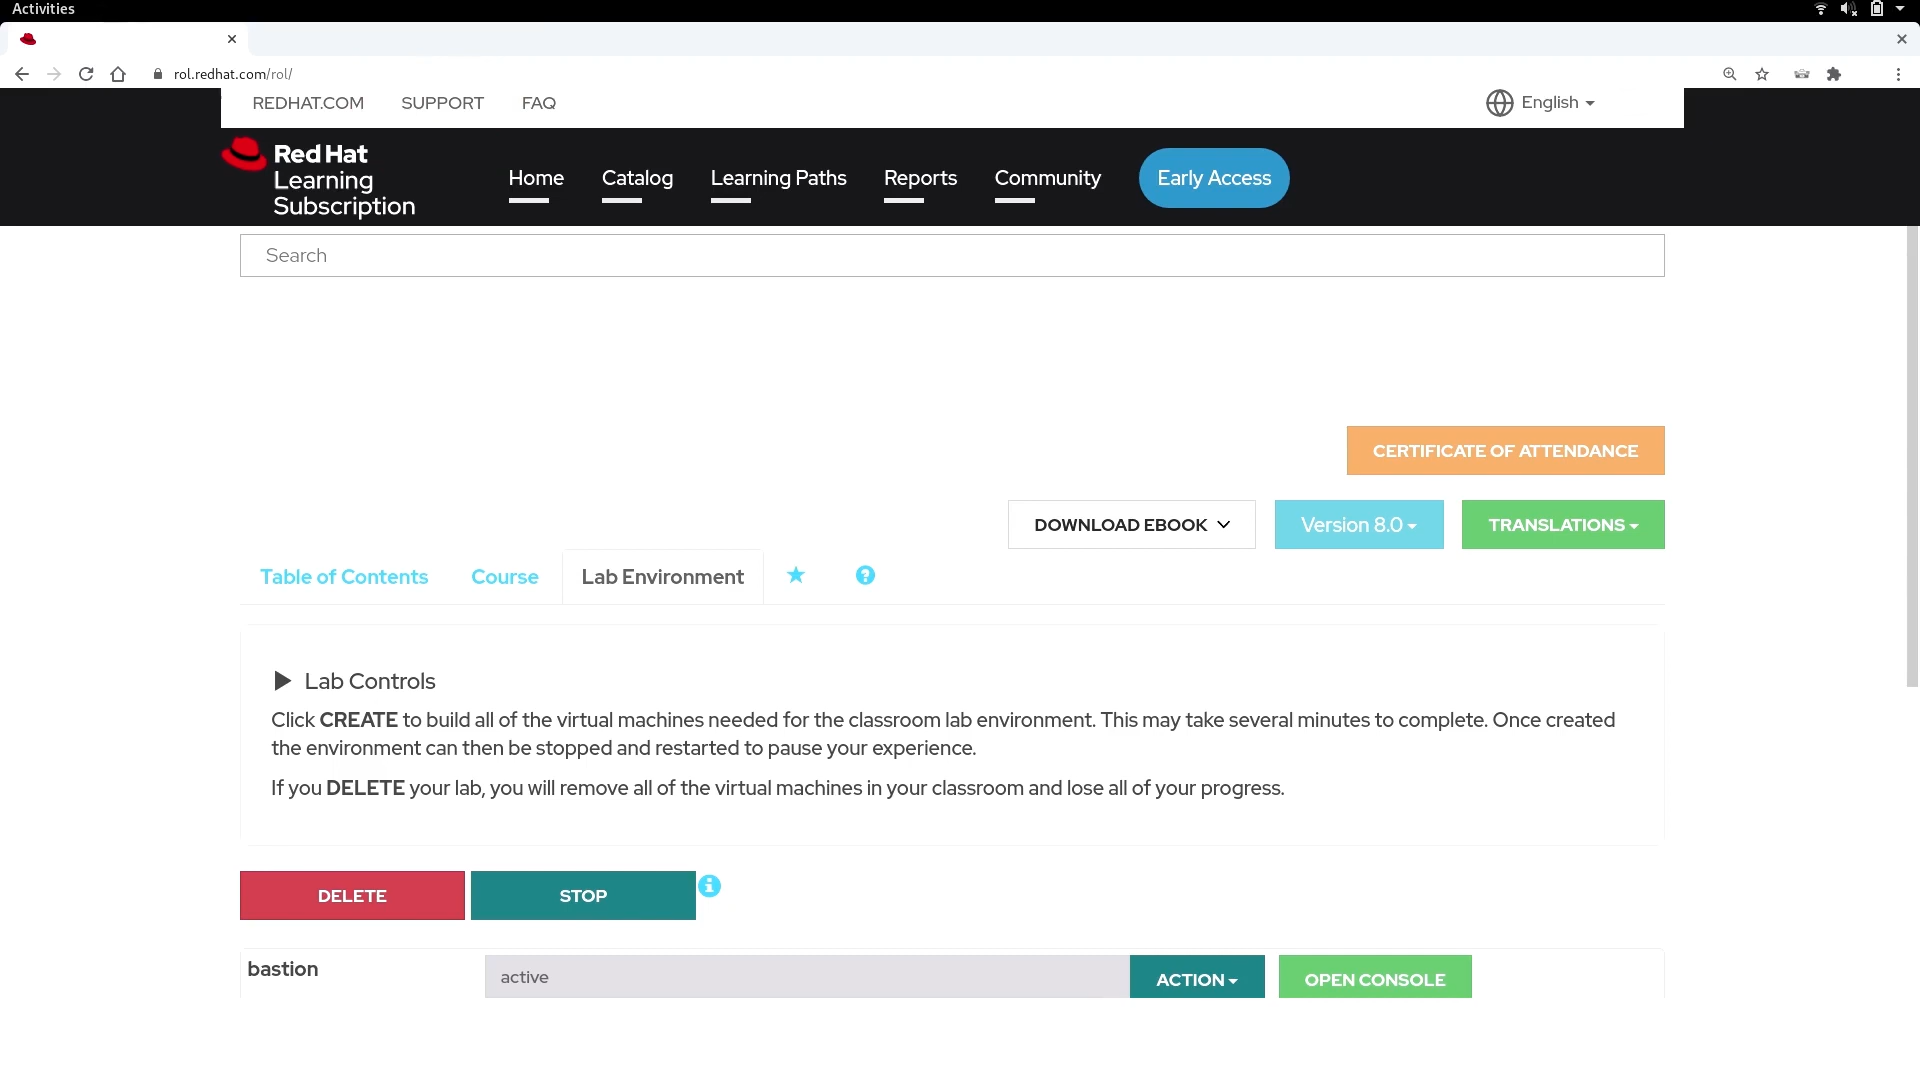 Activities
rol.redhat.com/rol/
REDHAT.COM SUPPORT FAQ English
Red Hat
Learning
Subscription
Home Catalog Learning Paths Reports Community Early Access
Search
CERTIFICATE OF ATTENDANCE
DOWNLOAD EBOOK Version 8.0 TRANSLATIONS
Table of Contents Course Lab Environment
Lab Controls
Click CREATE to build all of the virtual machines needed for the classroom lab environment. This may take several minutes to complete. Once created
the environment can then be stopped and restarted to pause your experience.
If you DELETE your lab, you will remove all of the virtual machines in your classroom and lose all of your progress.
DELETE STOP
bastion active ACTION OPEN CONSOLE